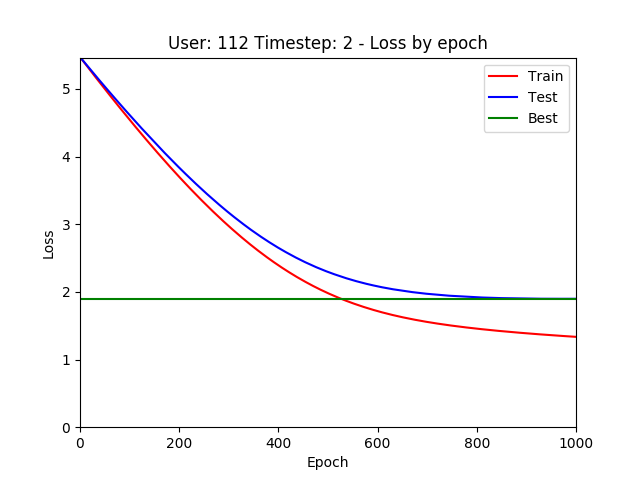 User: 112 Timestep: 2 - Loss by epoch
Train
Test
Best
5
4
3
2
1
0
Loss
0 200 400 600 800 1000
Epoch